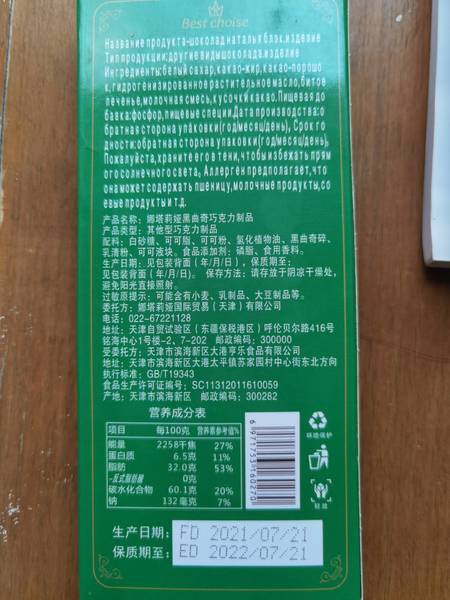 Best choise
Название продукта-шоколад наталья блэк.изделие
Тип продукции:другие виды шоколада.изделие
Ингредиенты:белый сахар,какао-жир,какао-порошо
к,гидрогенизированное растительное масло,битое
печенье,молочная смесь,кусочки какао.Пищевая до
бавка:фосфор,пищевые специи.Дата производства:о
братная сторона упаковки(год/месяц/день), Срок го
дности:обратная сторона упаковки(год/месяц/день),
Пожалуйста,храните его в тени,чтобы избежать прям
ого солнечного света。Аллерген предполагает,что
она может содержать пшеницу,молочные продукты,со
евые продукты и т.д.
产品名称：娜塔莉娅黑曲奇巧克力制品
产品类型：其他型巧克力制品
配料：白砂糖、可可脂、可可粉、氢化植物油、黑曲奇碎、
乳清粉、可可液块。食品添加剂：磷脂、食用香料。
生产日期：见包装背面（年/月/日），保质期至：
见包装背面（年/月/日）。保存方法：请存放于阴凉干燥处，
避免阳光直接照射。
过敏原提示：可能含有小麦、乳制品、大豆制品等。
委托方：娜塔莉娅国际贸易（天津）有限公司
电话：022-67221128
地址：天津自贸试验区（东疆保税港区）呼伦贝尔路416号
铭海中心1号楼-2、7-202 邮政编码：300000
受委托方：天津市滨海新区大港亨乐食品有限公司
地址：天津市滨海新区大港太平镇苏家园村中心街东北方向
执行标准：GB/T19343
食品生产许可证编号：SC11312011610059
产地：天津市滨海新区 邮政编码：300282
营养成分表
项目 每100克 营养素参考值%
能量 2258千焦 27%
蛋白质 6.5克 11%
脂肪 32.0克 53%
-反式脂肪酸 0克
碳水化合物 60.1克 20%
钠 132毫克 7%
6971753460270
环境保护
轻放
生产日期： FD 2021/07/21
保质期至： ED 2022/07/21